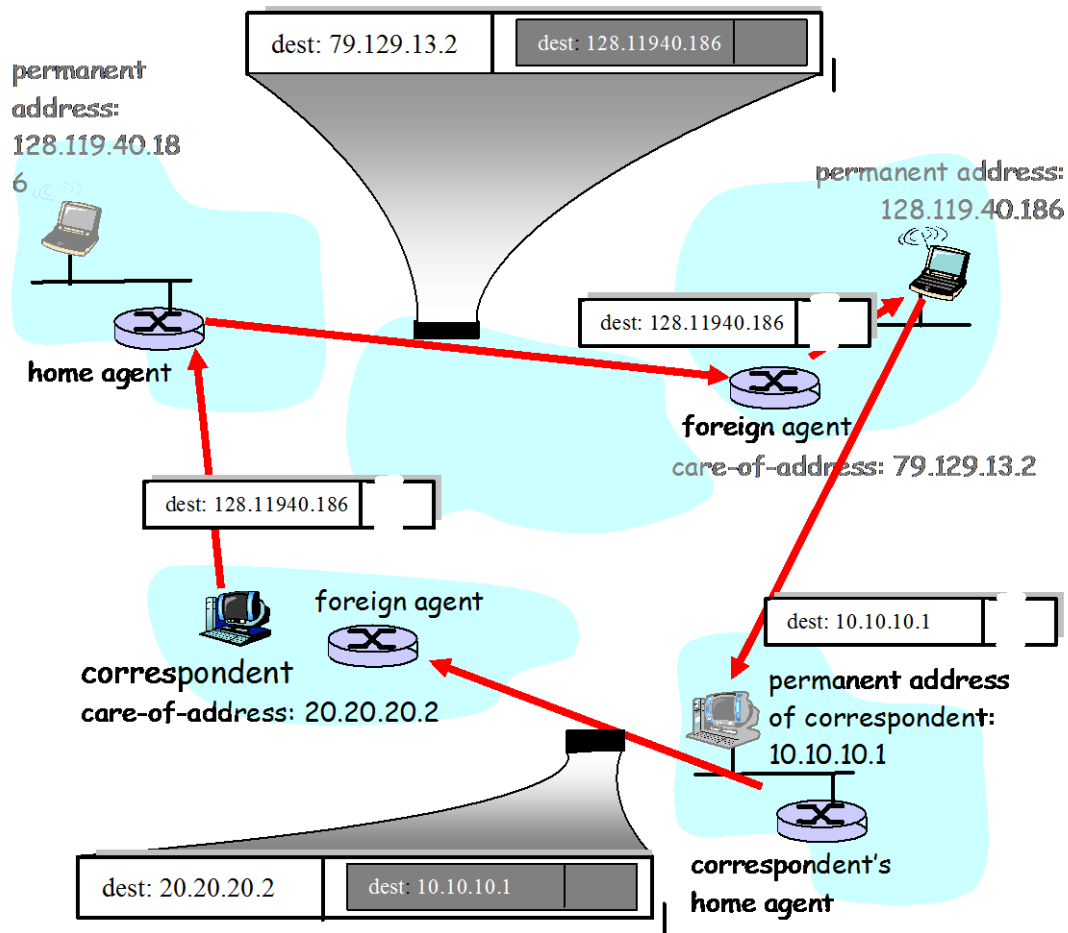 dest: 79.129.13.2
dest: 128.11940.186
permanent
address:
128.119.40.18
6
permanent address:
128.119.40.186
dest: 128.11940.186
home agent
foreign agent
care-of-address: 79.129.13.2
dest: 128.11940.186
foreign agent
correspondent
care-of-address: 20.20.20.2
dest: 10.10.10.1
permanent address
of correspondent:
10.10.10.1
correspondent's
home agent
dest: 20.20.20.2
dest: 10.10.10.1